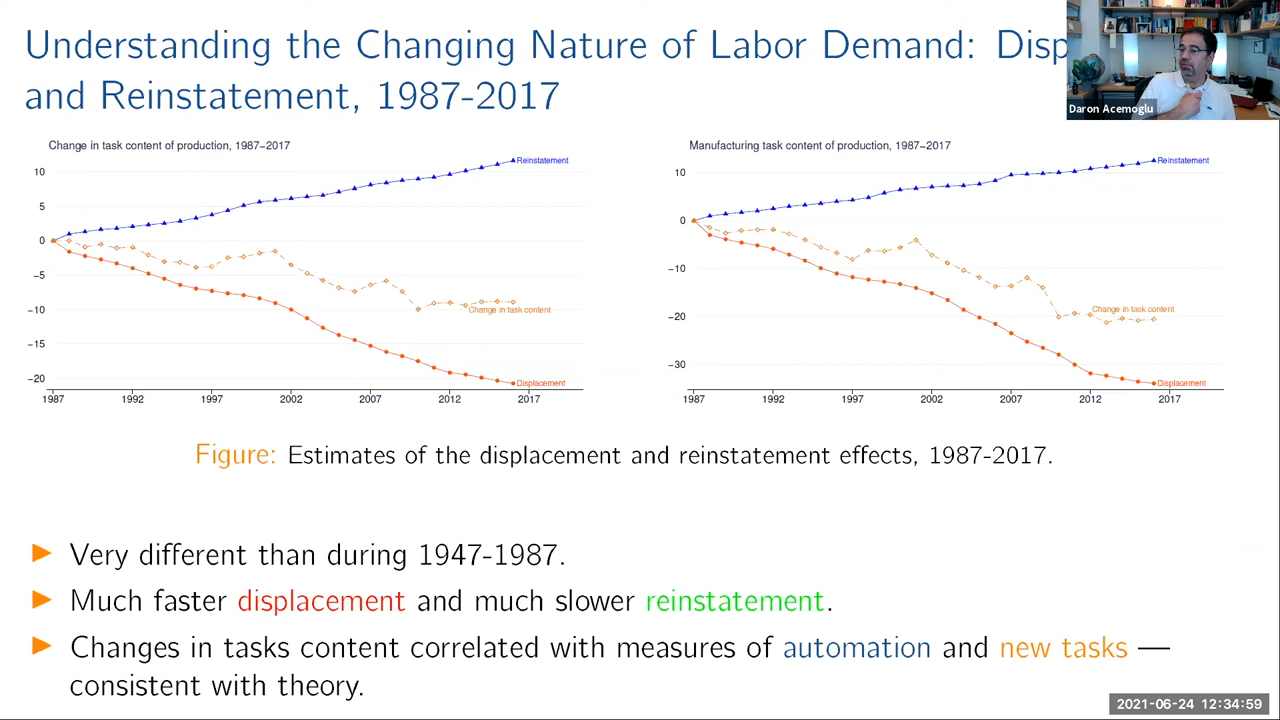 Understanding the Changing Nature of Labor Demand: Disp
and Reinstatement, 1987-2017
Daron Acemoglu
Change in task content of production, 1987−2017
10
5
0
−5
−10
−15
−20
1987
1992
1997
2002
2007
2012
2017
Reinstatement
Change in task content
Displacement
Manufacturing task content of production, 1987−2017
10
0
−10
−20
−30
1987
1992
1997
2002
2007
2012
2017
Reinstatement
Change in task content
Displacement
Figure: Estimates of the displacement and reinstatement effects, 1987-2017.
Very different than during 1947-1987.
Much faster displacement and much slower reinstatement.
Changes in tasks content correlated with measures of automation and new tasks —
consistent with theory.
2021-06-24 12:34:59